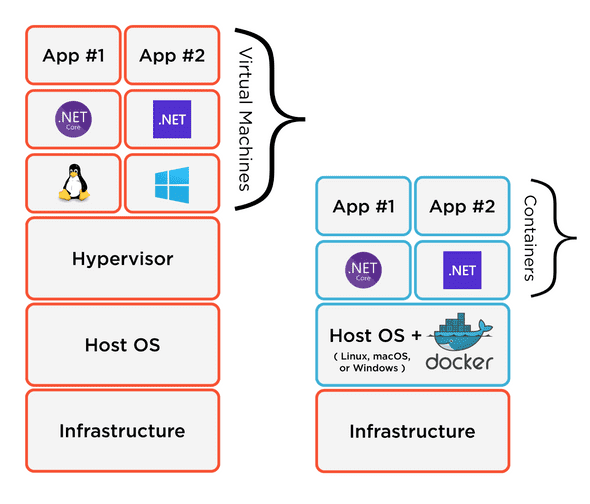 App #1
App #2
.NET
Core
.NET
Virtual Machines
Hypervisor
Host OS
Infrastructure
App #1
App #2
.NET
Core
.NET
Containers
Host OS +
( Linux, macOS,
or Windows )
docker
Infrastructure